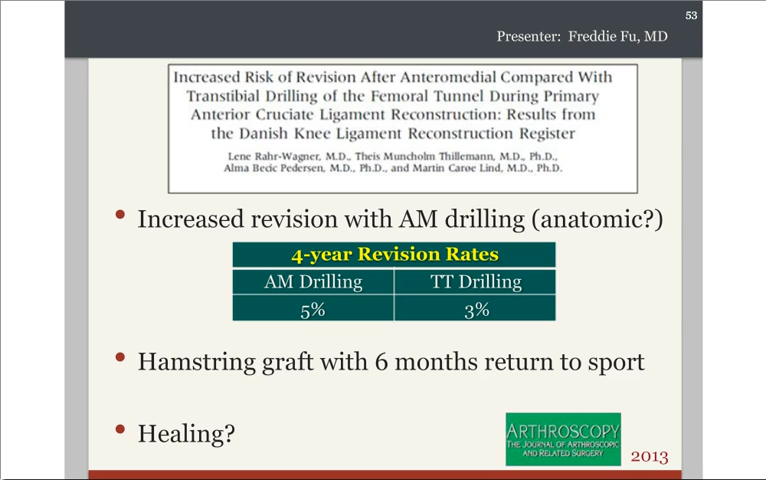 53
Presenter: Freddie Fu, MD
Increased Risk of Revision After Anteromedial Compared With
Transtibial Drilling of the Femoral Tunnel During Primary
Anterior Cruciate Ligament Reconstruction: Results from
the Danish Knee Ligament Reconstruction Register
Lene Rahr-Wagner, M.D., Theis Muncholm Thillemann, M.D., Ph.D.,
Alma Becic Pedersen, M.D., Ph.D., and Martin Carøe Lind, M.D., Ph.D.
• Increased revision with AM drilling (anatomic?)
4-year Revision Rates
AM Drilling TT Drilling
5% 3%
• Hamstring graft with 6 months return to sport
• Healing?
ARTHROSCOPY
THE JOURNAL OF ARTHROSCOPIC
AND RELATED SURGERY
2013